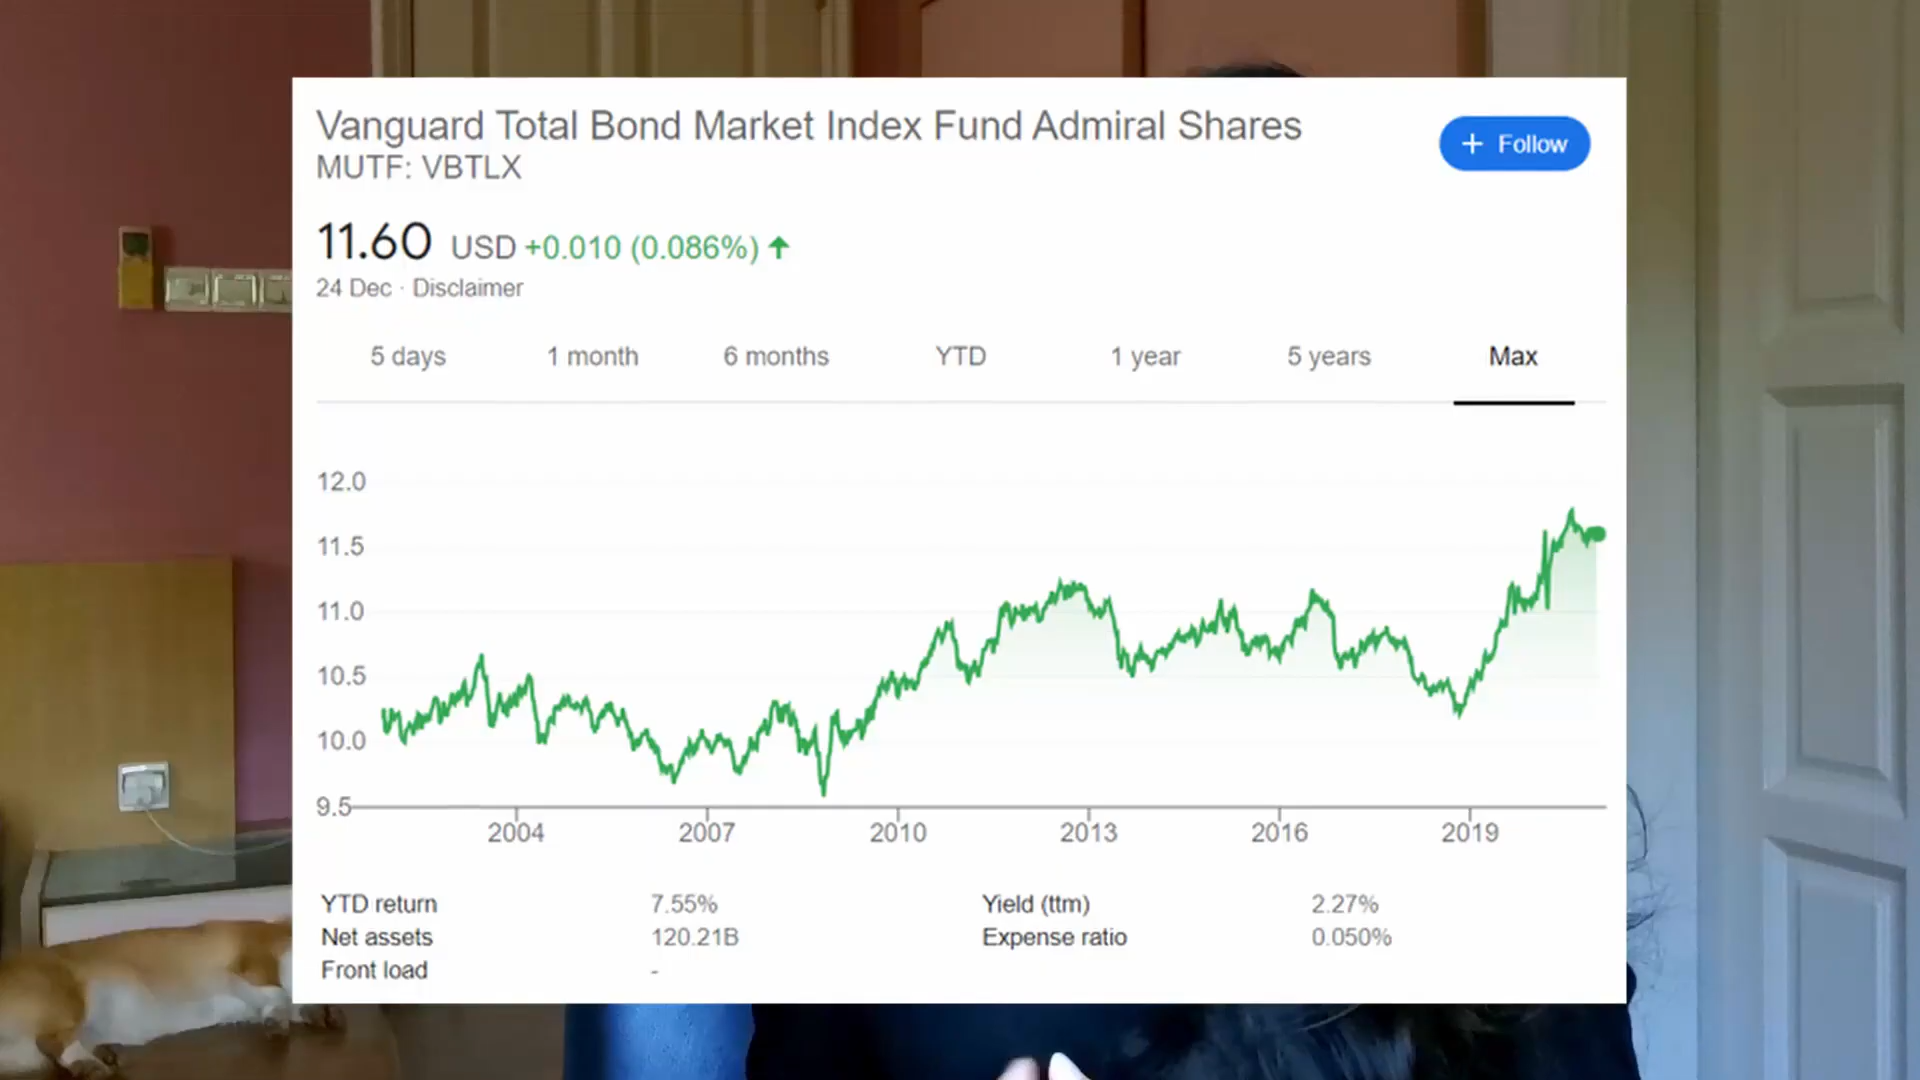 Vanguard Total Bond Market Index Fund Admiral Shares
MUTF: VBTLX
+ Follow
11.60 USD +0.010 (0.086%) ↑
24 Dec · Disclaimer
5 days 1 month 6 months YTD 1 year 5 years Max
12.0
11.5
11.0
10.5
10.0
9.5
2004 2007 2010 2013 2016 2019
YTD return 7.55% Yield (ttm) 2.27%
Net assets 120.21B Expense ratio 0.050%
Front load -